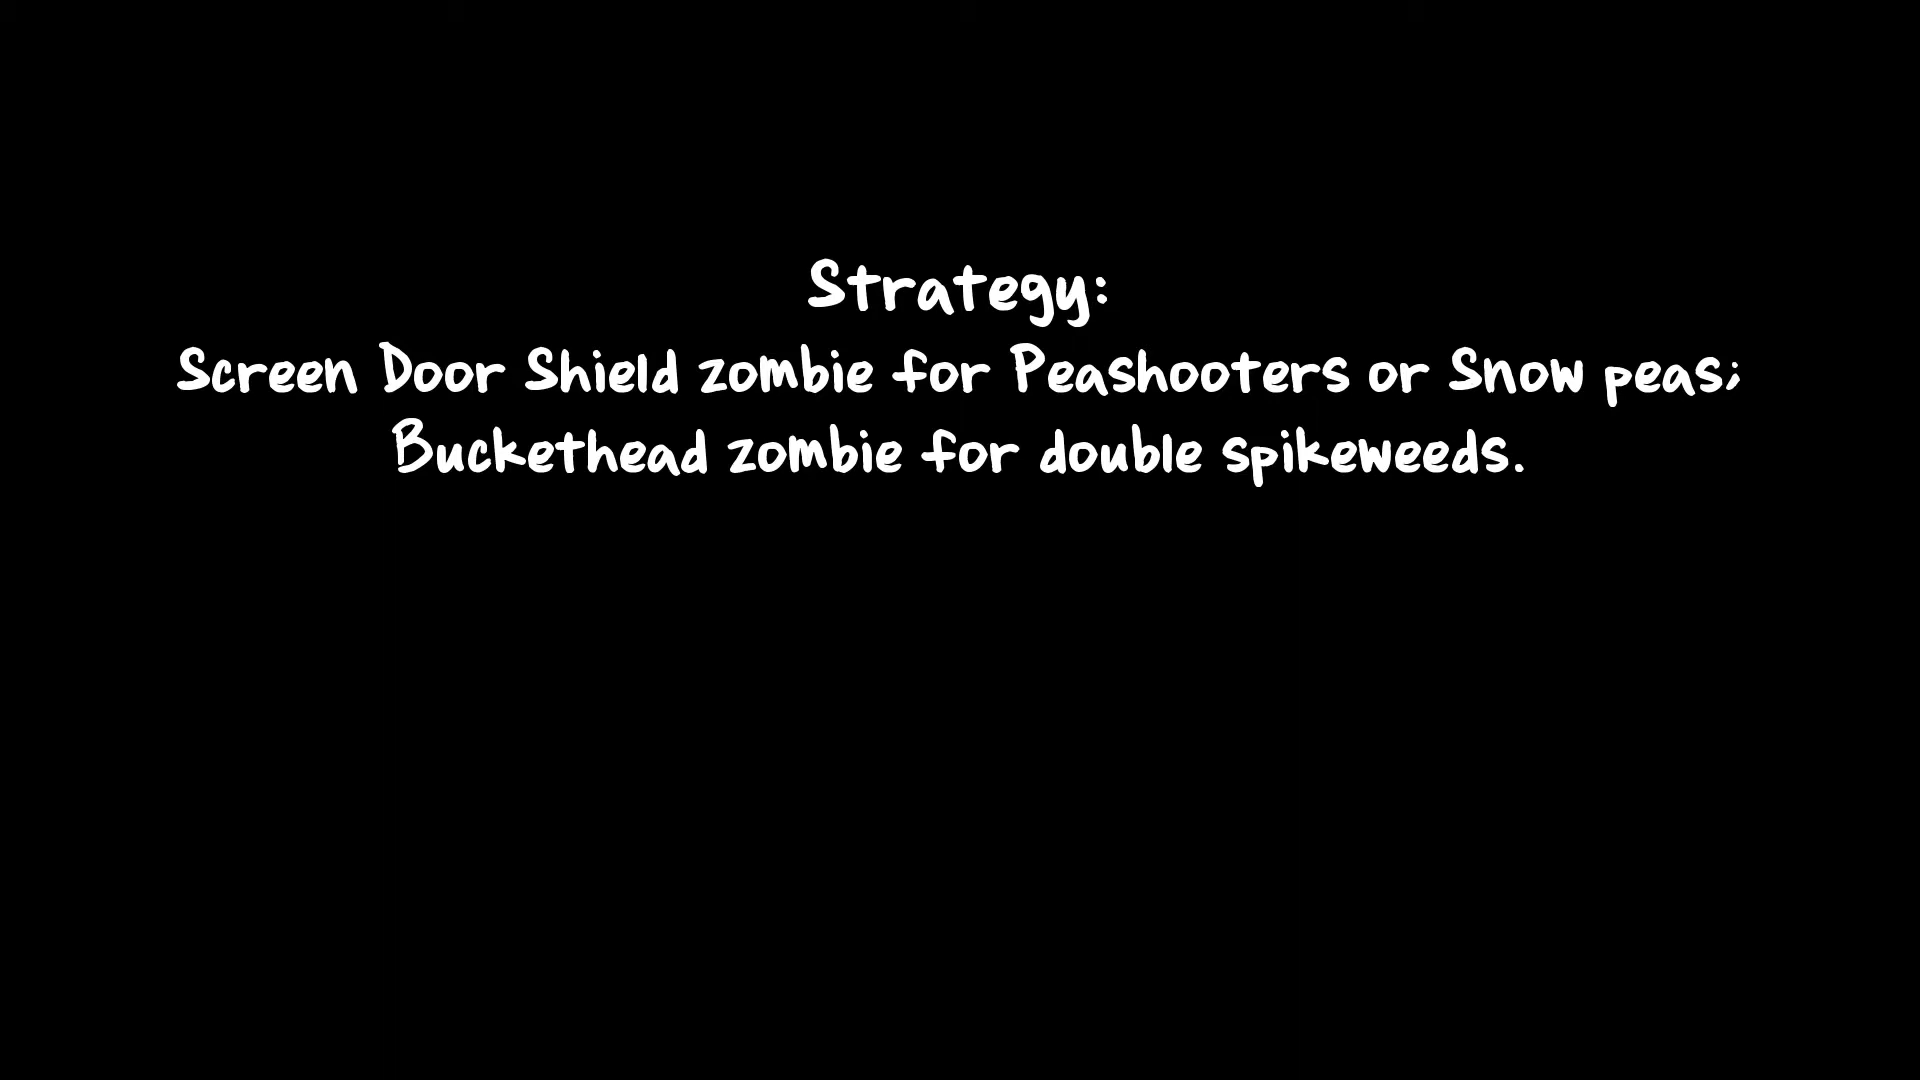 Strategy:
Screen Door Shield zombie for Peashooters or Snow peas;
Buckethead zombie for double spikeweeds.